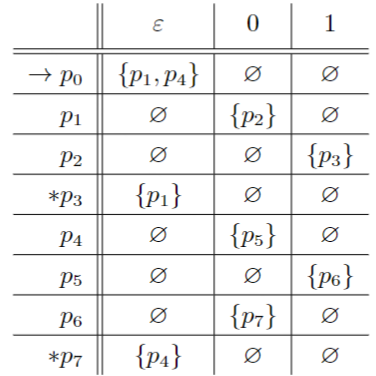 ε 0 1
→ p₀ {p₁, p₄} ∅ ∅
p₁ ∅ {p₂} ∅
p₂ ∅ ∅ {p₃}
*p₃ {p₁} ∅ ∅
p₄ ∅ {p₅} ∅
p₅ ∅ ∅ {p₆}
p₆ ∅ {p₇} ∅
*p₇ {p₄} ∅ ∅